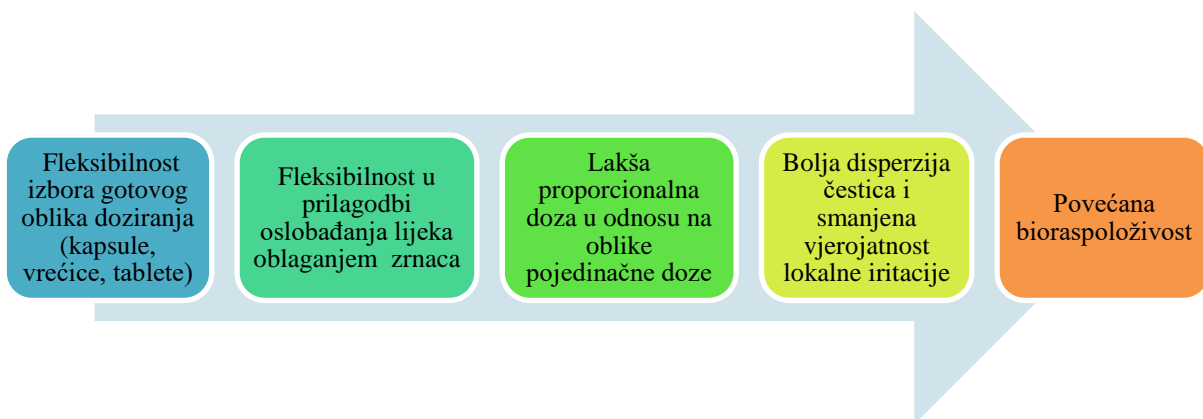 Fleksibilnost
izbora gotovog
oblika doziranja
(kapsule,
vrećice, tablete)
Fleksibilnost u
prilagodbi
oslobađanja lijeka
oblaganjem zrnaca
Lakša
proporcionalna
doza u odnosu na
oblike
pojedinačne doze
Bolja disperzija
čestica i
smanjena
vjerojatnost
lokalne iritacije
Povećana
bioraspoloživost